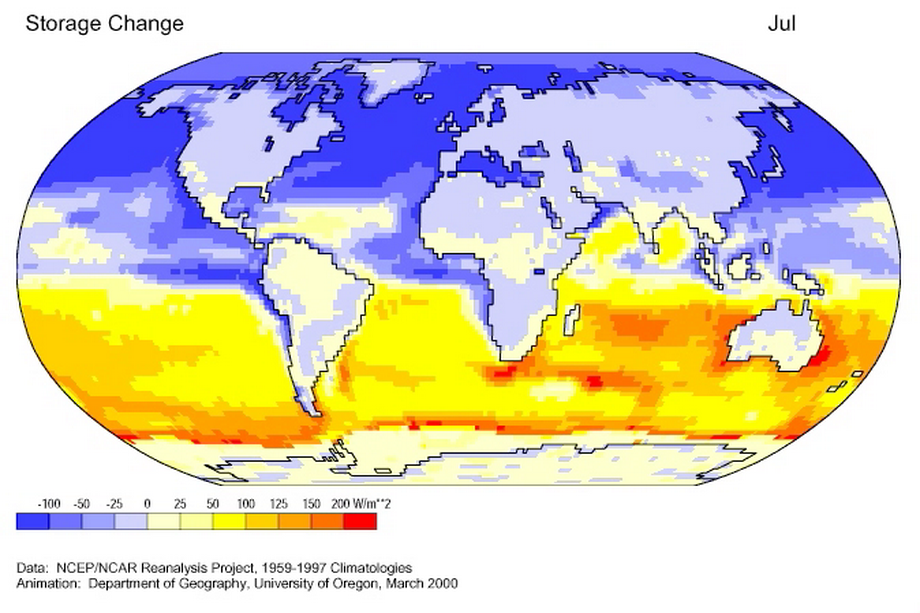 Storage Change
Jul
-100 -50 -25 0 25 50 100 125 150 200 W/m**2
Data: NCEP/NCAR Reanalysis Project, 1959-1997 Climatologies
Animation: Department of Geography, University of Oregon, March 2000